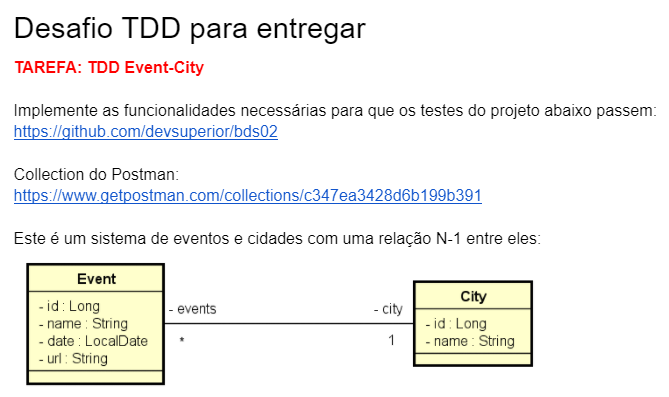 Desafio TDD para entregar
TAREFA: TDD Event-City
Implemente as funcionalidades necessárias para que os testes do projeto abaixo passem:
https://github.com/devsuperior/bds02
Collection do Postman:
https://www.getpostman.com/collections/c347ea3428d6b199b391
Este é um sistema de eventos e cidades com uma relação N-1 entre eles:
Event
- id : Long
- name : String
- date : LocalDate
- url : String
- events
*
- city
1
City
- id : Long
- name : String